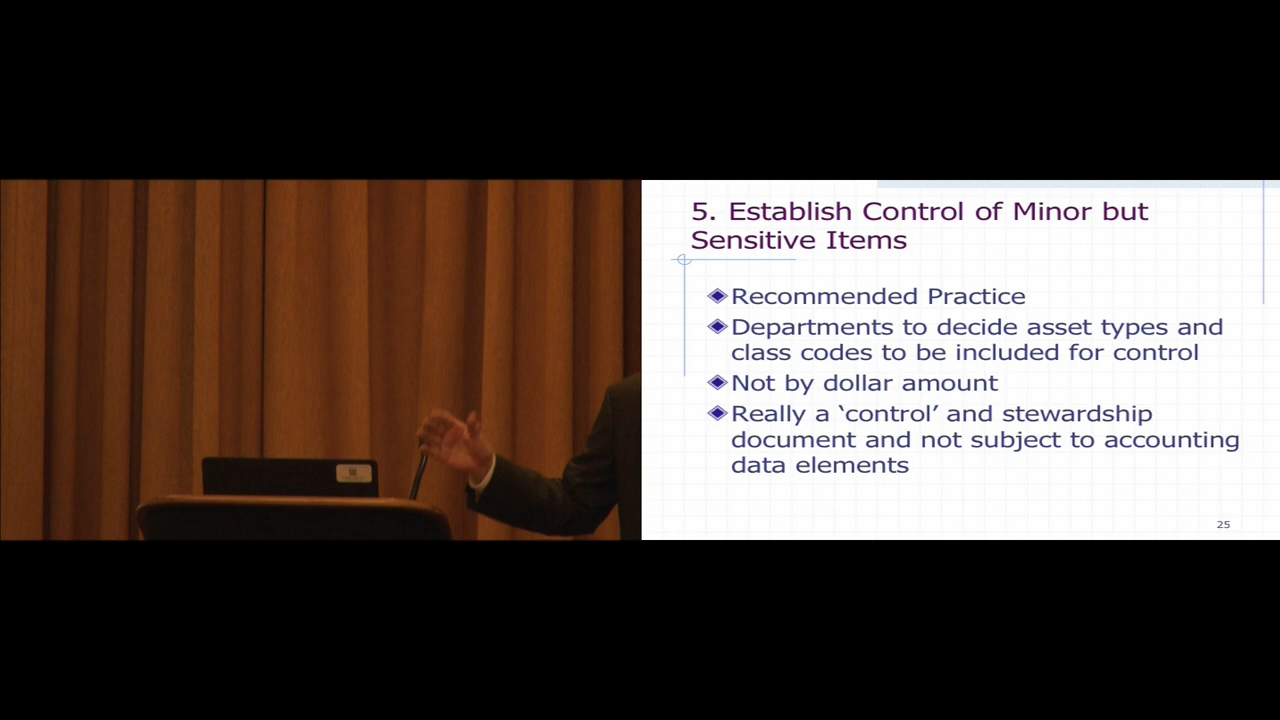 5. Establish Control of Minor but
Sensitive Items
Recommended Practice
Departments to decide asset types and
class codes to be included for control
Not by dollar amount
Really a ‘control’ and stewardship
document and not subject to accounting
data elements
25